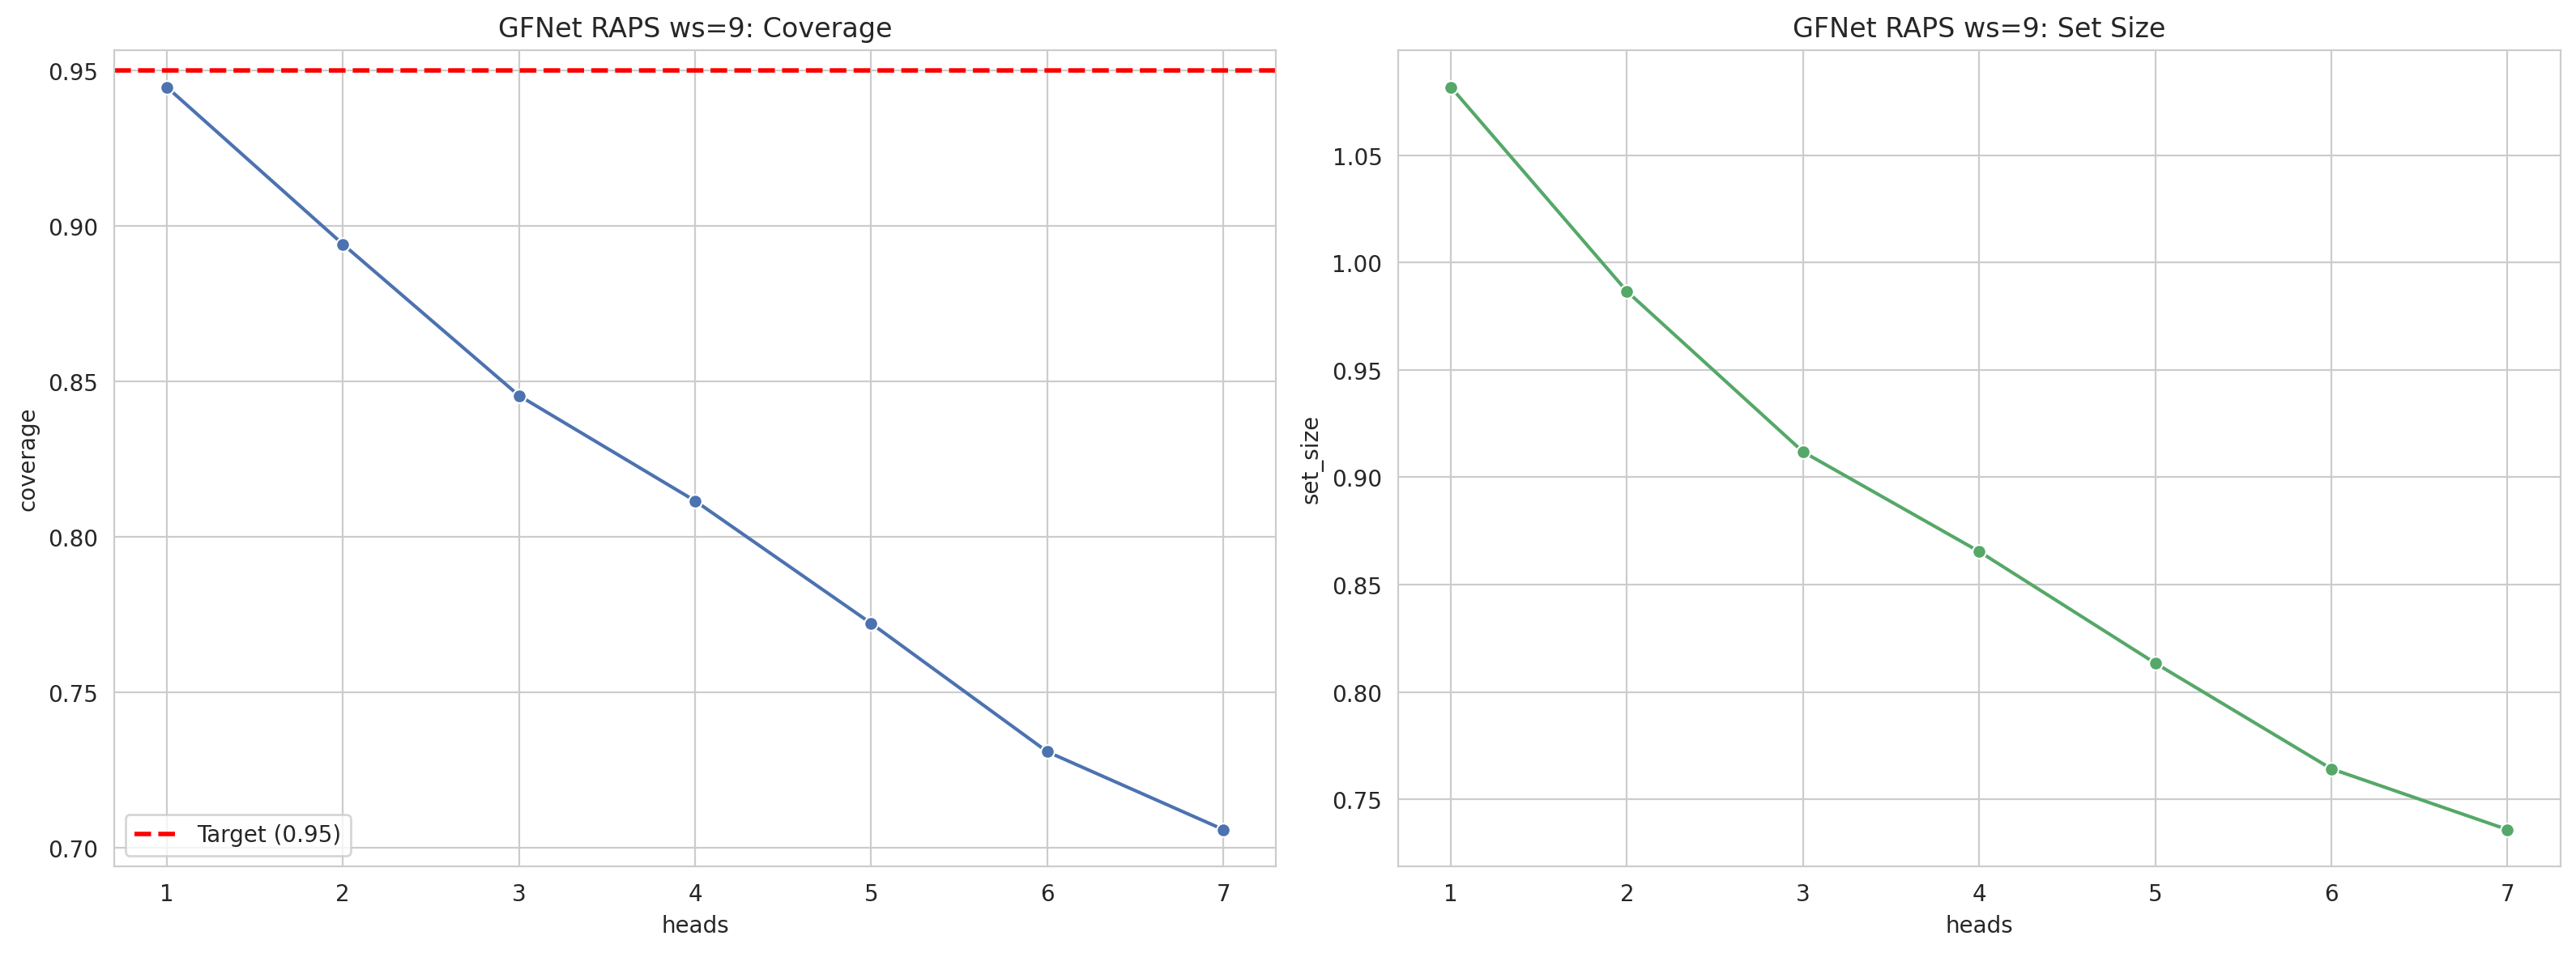 GFNet RAPS ws=9: Coverage
0.95
0.90
0.85
0.80
0.75
0.70
coverage
Target (0.95)
1 2 3 4 5 6 7
heads
GFNet RAPS ws=9: Set Size
1.05
1.00
0.95
0.90
0.85
0.80
0.75
set_size
1 2 3 4 5 6 7
heads